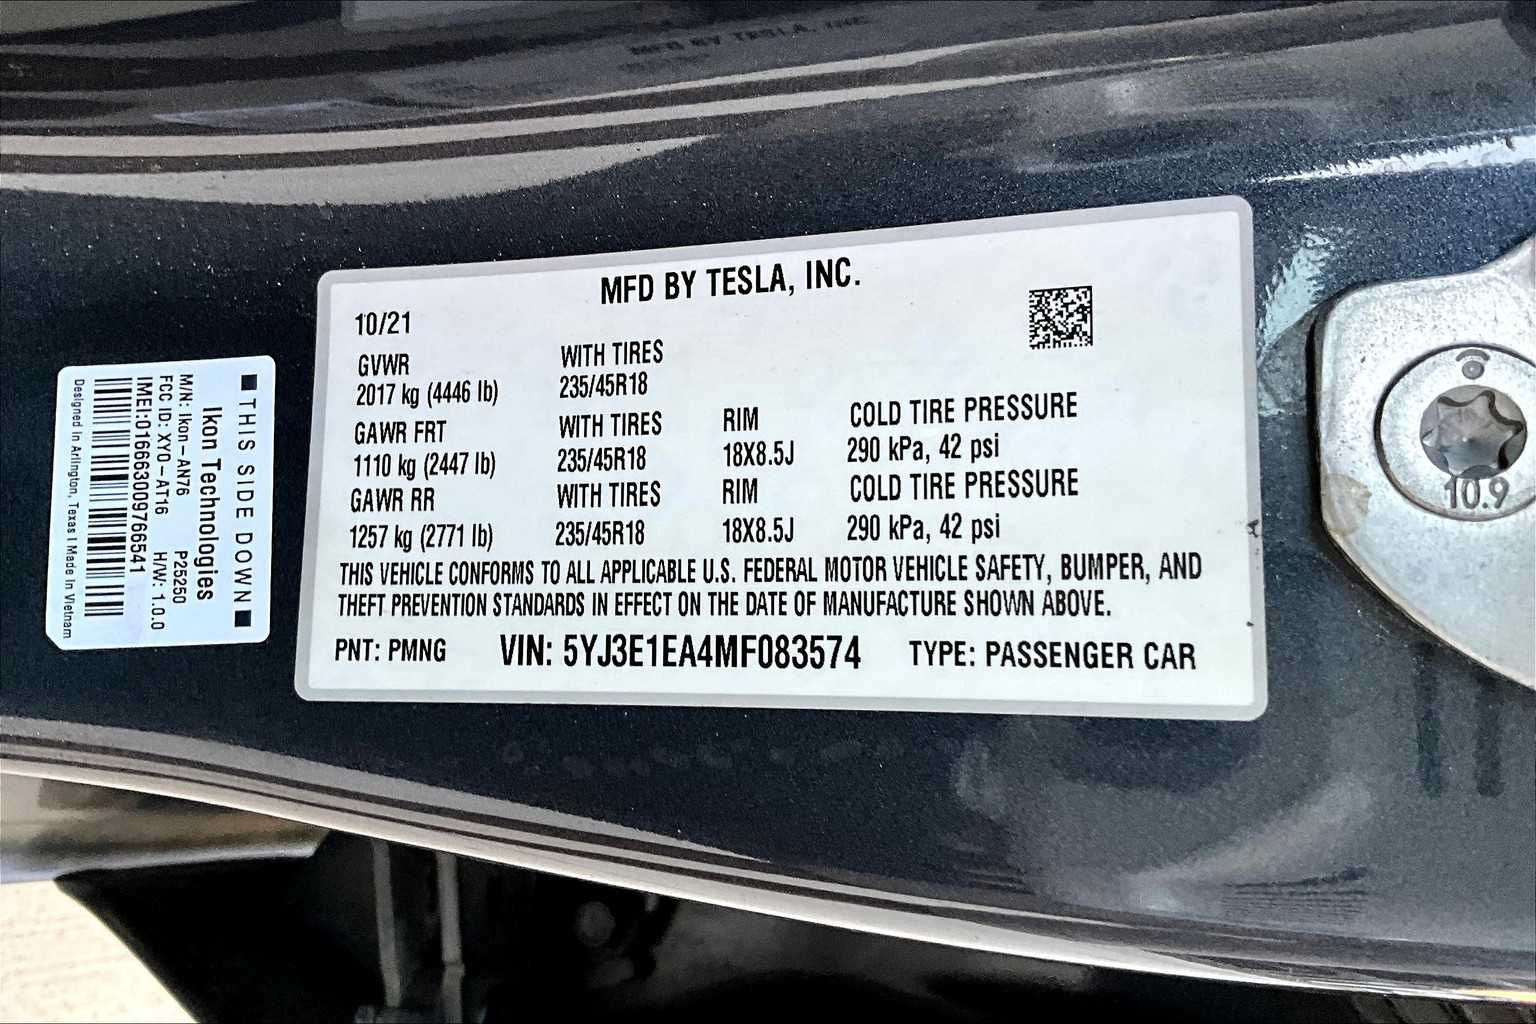 MFD BY TESLA, INC.
10/21
GVWR WITH TIRES
2017 kg (4446 lb) 235/45R18
GAWR FRT WITH TIRES RIM COLD TIRE PRESSURE
1110 kg (2447 lb) 235/45R18 18X8.5J 290 kPa, 42 psi
GAWR RR WITH TIRES RIM COLD TIRE PRESSURE
1257 kg (2771 lb) 235/45R18 18X8.5J 290 kPa, 42 psi
THIS VEHICLE CONFORMS TO ALL APPLICABLE U.S. FEDERAL MOTOR VEHICLE SAFETY, BUMPER, AND
THEFT PREVENTION STANDARDS IN EFFECT ON THE DATE OF MANUFACTURE SHOWN ABOVE.
PNT: PMNG VIN: 5YJ3E1EA4MF083574 TYPE: PASSENGER CAR
THIS SIDE DOWN
Ikon Technologies
M/N: Ikon-AN76 P25250
FCC ID: XYO-AT16 H/W: 1.0.0
IMEI:016663009766541
Designed in Arlington, Texas | Made in Vietnam
10.9
MFD BY TESLA, INC.